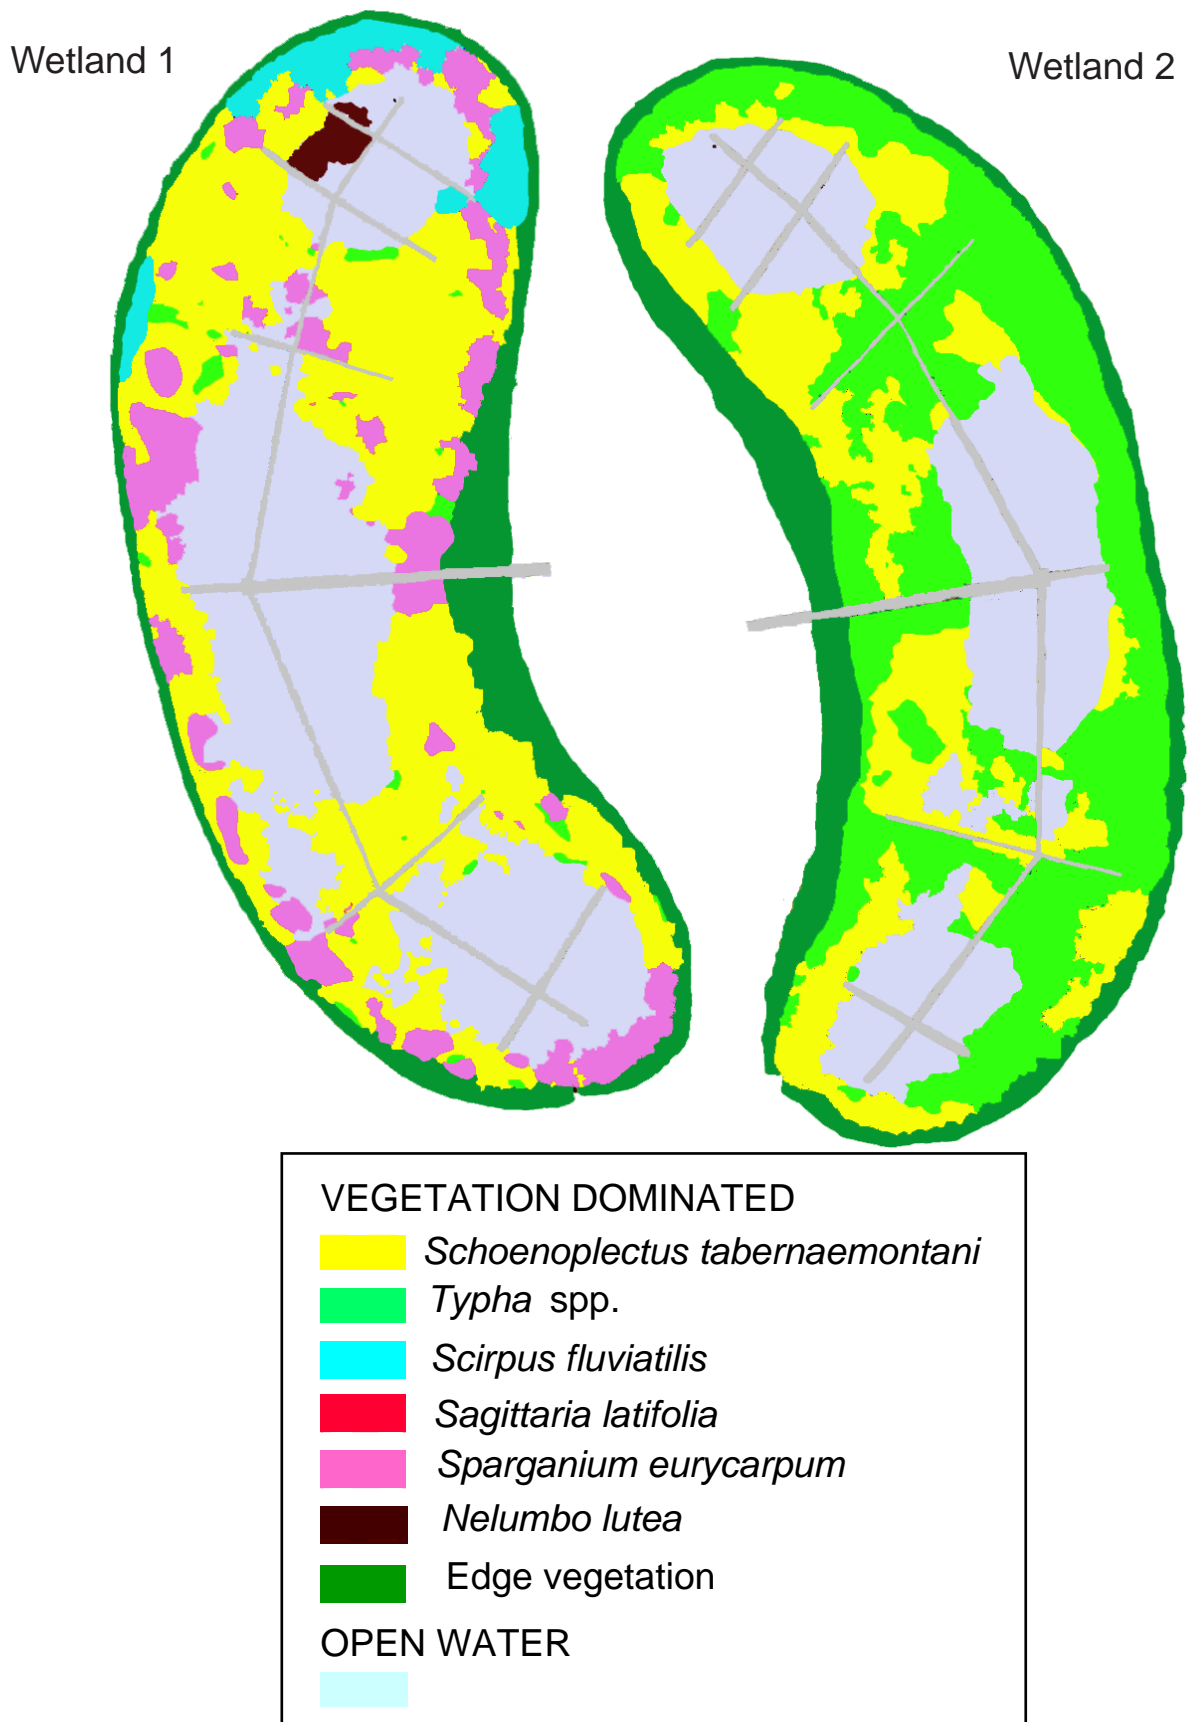 Wetland 1
Wetland 2
VEGETATION DOMINATED
Schoenoplectus tabernaemontani
Typha spp.
Scirpus fluviatilis
Sagittaria latifolia
Sparganium eurycarpum
Nelumbo lutea
Edge vegetation
OPEN WATER